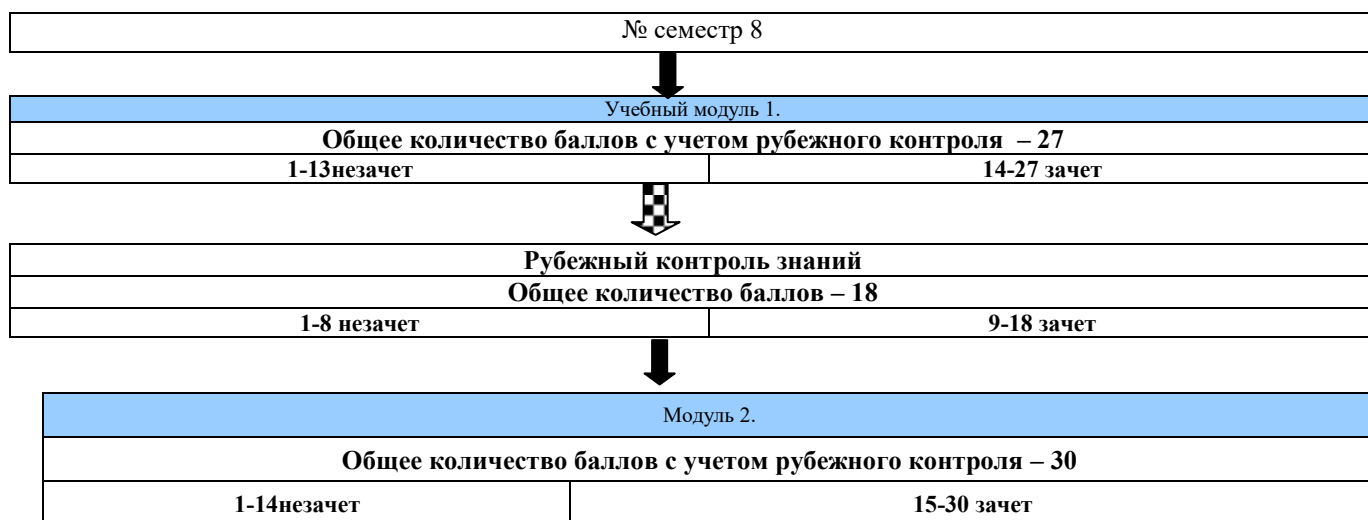 № семестр 8
Учебный модуль 1.
Общее количество баллов с учетом рубежного контроля – 27
1-13незачет 14-27 зачет
Рубежный контроль знаний
Общее количество баллов – 18
1-8 незачет 9-18 зачет
Модуль 2.
Общее количество баллов с учетом рубежного контроля – 30
1-14незачет 15-30 зачет